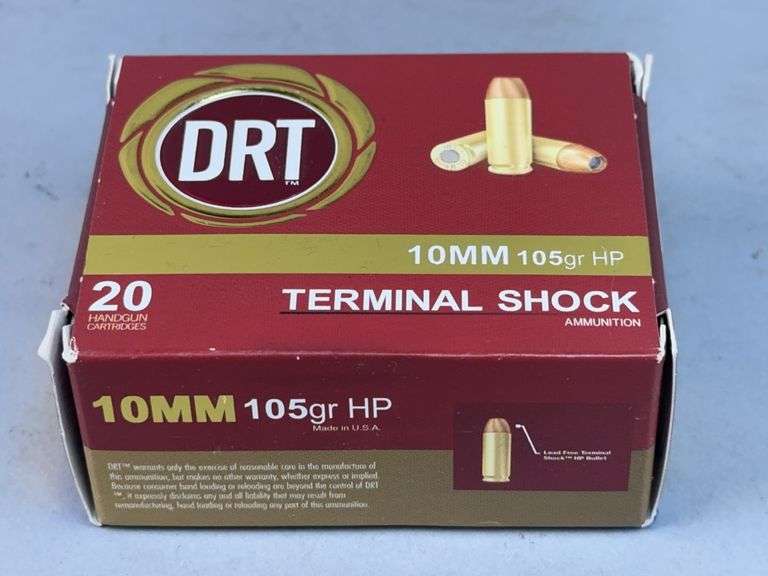 DRT
TM
10MM 105gr HP
20
HANDGUN
CARTRIDGES
TERMINAL SHOCK
AMMUNITION
10MM 105gr HP
Made in U.S.A.
Lead Free Terminal
Shock™ HP Bullet
DRT™ warrants only the exercise of reasonable care in the manufacture of
this ammunition, but makes no other warranty, whether express or implied.
Because consumer hand loading or reloading are beyond the control of DRT
™, it expressly disclaims any and all liability that may result from
remanufacturing, hand loading or reloading any part of this ammunition.